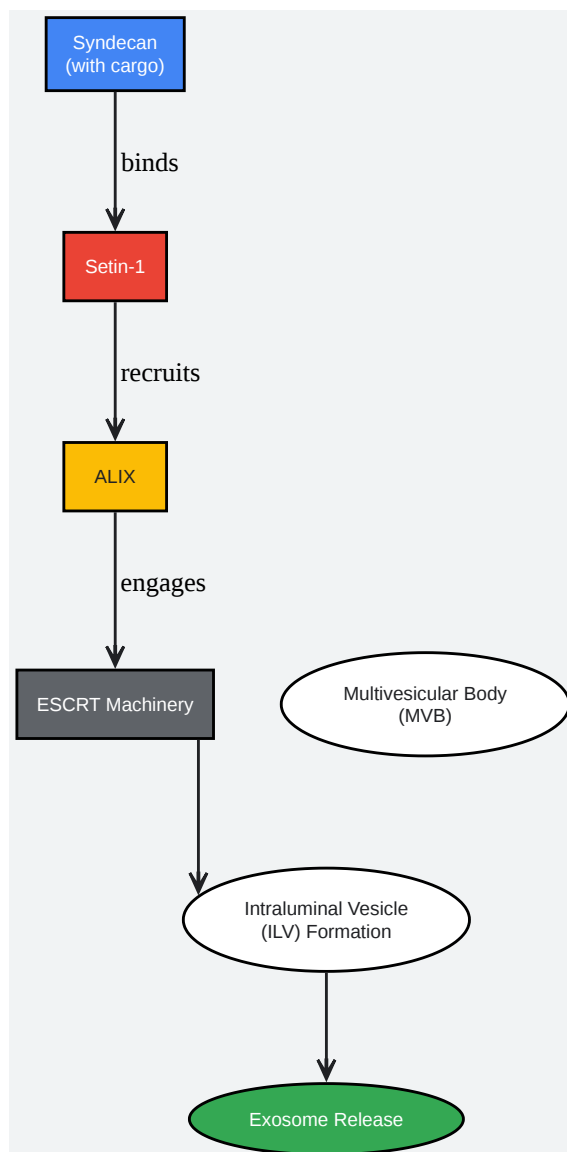 Syndecan
(with cargo)
binds
Setin-1
recruits
ALIX
engages
ESCRT Machinery
Multivesicular Body
(MVB)
Intraluminal Vesicle
(ILV) Formation
Exosome Release